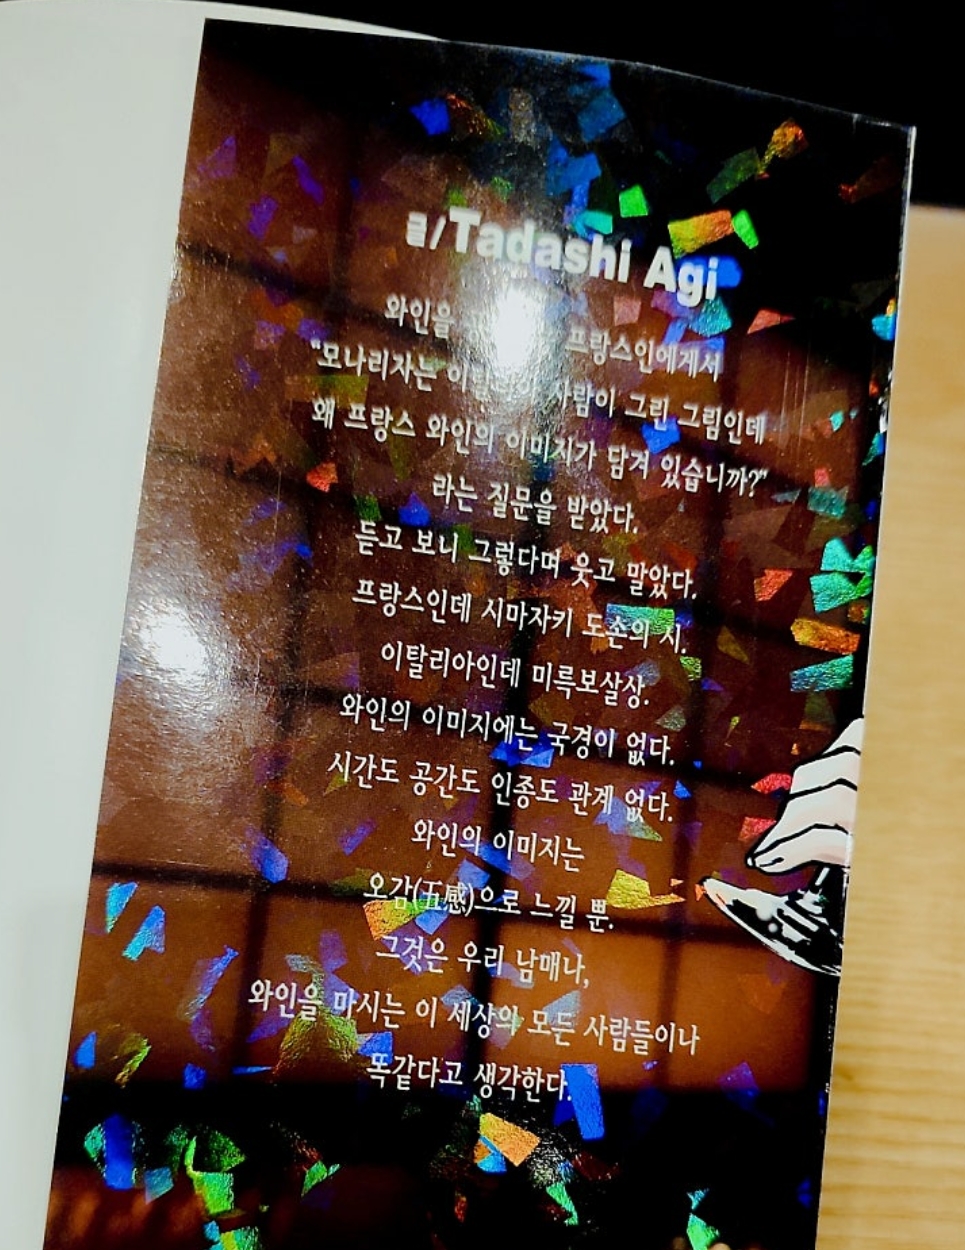 글/Tadashi Agi
와인을 프랑스인에게서
"모나리자는 사람이 그린 그림인데
왜 프랑스 와인의 이미지가 담겨 있습니까?"
라는 질문을 받았다.
듣고 보니 그렇다며 웃고 말았다.
프랑스인데 시마자키 도손의 시.
이탈리아인데 미륵보살상.
와인의 이미지에는 국경이 없다.
시간도 공간도 인종도 관계 없다.
와인의 이미지는
오감(五感)으로 느낄 뿐.
그것은 우리 남매나,
와인을 마시는 이 세상의 모든 사람들이나
똑같다고 생각한다.